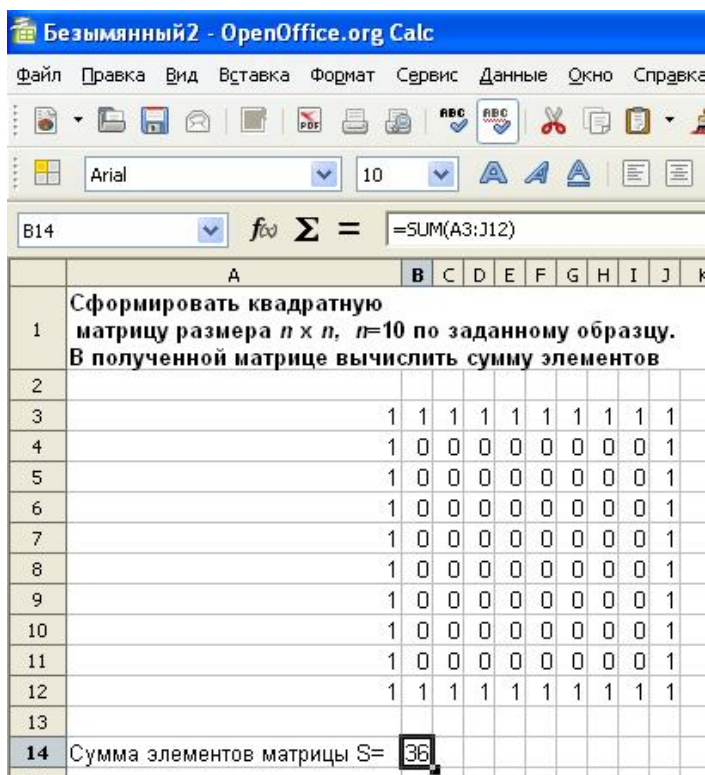 Безымянный2 - OpenOffice.org Calc
Файл Правка Вид Вставка Формат Сервис Данные Окно Справка
PDF ABC ABC
Arial 10
B14 f(x) Σ = =SUM(A3:J12)
A B C D E F G H I J
1 Сформировать квадратную
матрицу размера n x n, n=10 по заданному образцу.
В полученной матрице вычислить сумму элементов
2
3 1 1 1 1 1 1 1 1 1 1
4 1 0 0 0 0 0 0 0 0 1
5 1 0 0 0 0 0 0 0 0 1
6 1 0 0 0 0 0 0 0 0 1
7 1 0 0 0 0 0 0 0 0 1
8 1 0 0 0 0 0 0 0 0 1
9 1 0 0 0 0 0 0 0 0 1
10 1 0 0 0 0 0 0 0 0 1
11 1 0 0 0 0 0 0 0 0 1
12 1 1 1 1 1 1 1 1 1 1
13
14 Сумма элементов матрицы S= 36